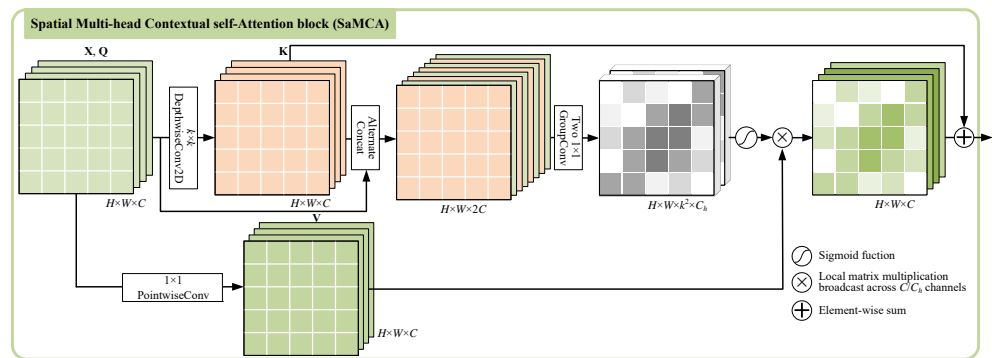 Spatial Multi-head Contextual self-Attention block (SaMCA)
X, Q
K
k×k
DepthwiseConv2D
Alternate
Concat
Two 1×1
GroupConv
H×W×C
H×W×C
H×W×2C
H×W×k²×Cₕ
H×W×C
V
1×1
PointwiseConv
H×W×C
Sigmoid fuction
Local matrix multiplication
broadcast across C/Cₕ channels
Element-wise sum